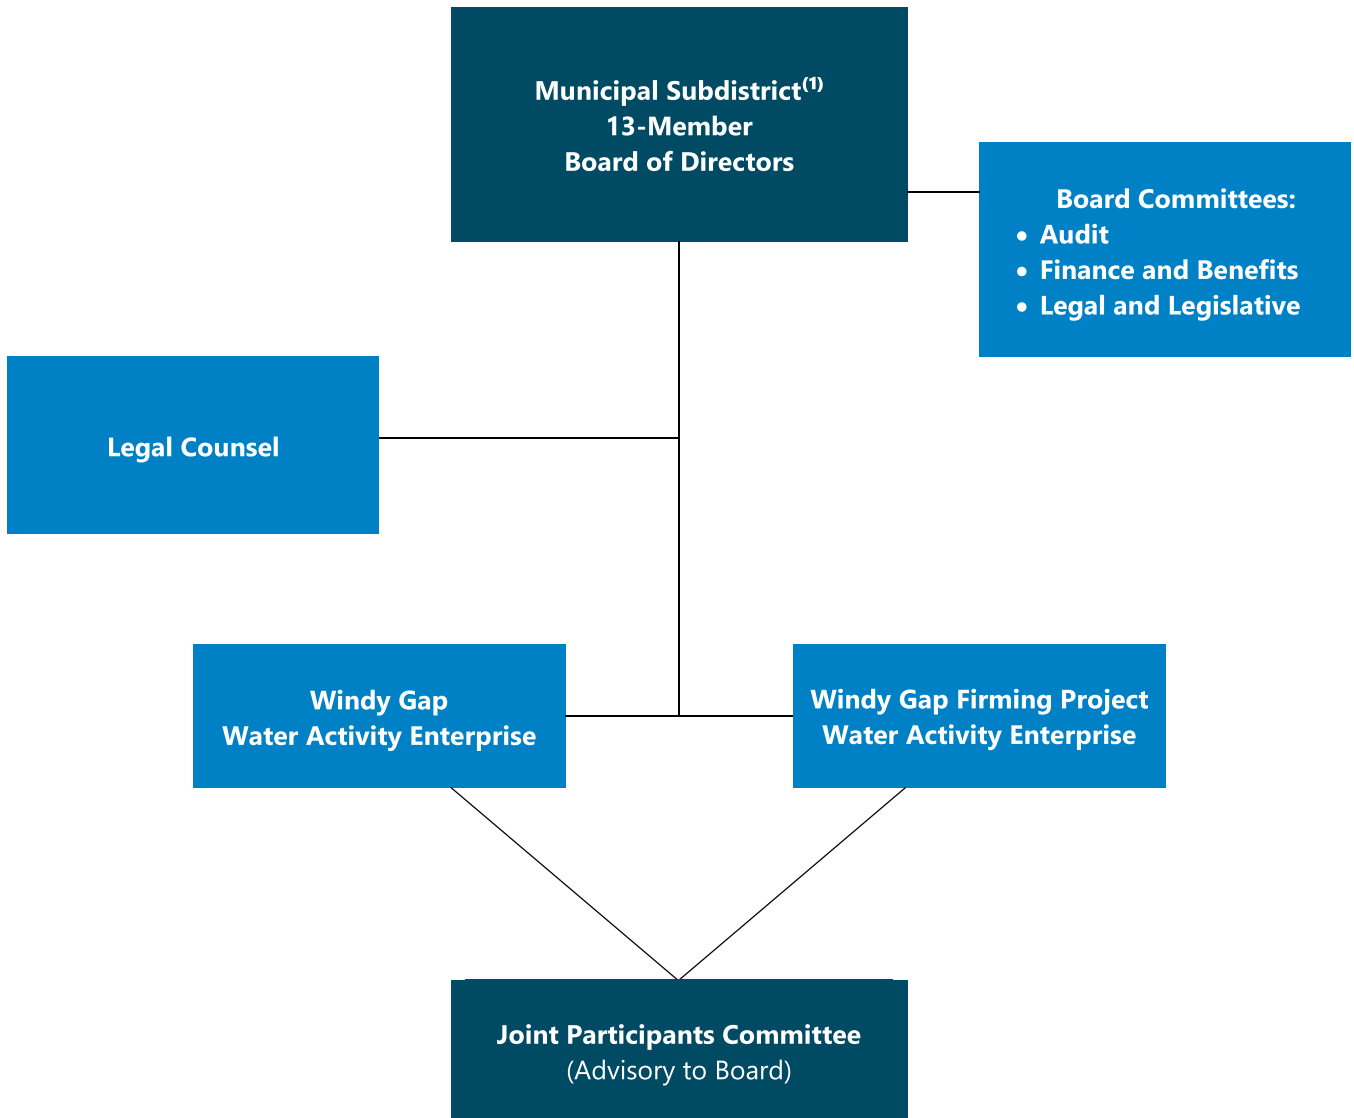 Municipal Subdistrict(1)
13-Member
Board of Directors
Board Committees:
• Audit
• Finance and Benefits
• Legal and Legislative
Legal Counsel
Windy Gap
Water Activity Enterprise
Windy Gap Firming Project
Water Activity Enterprise
Joint Participants Committee
(Advisory to Board)